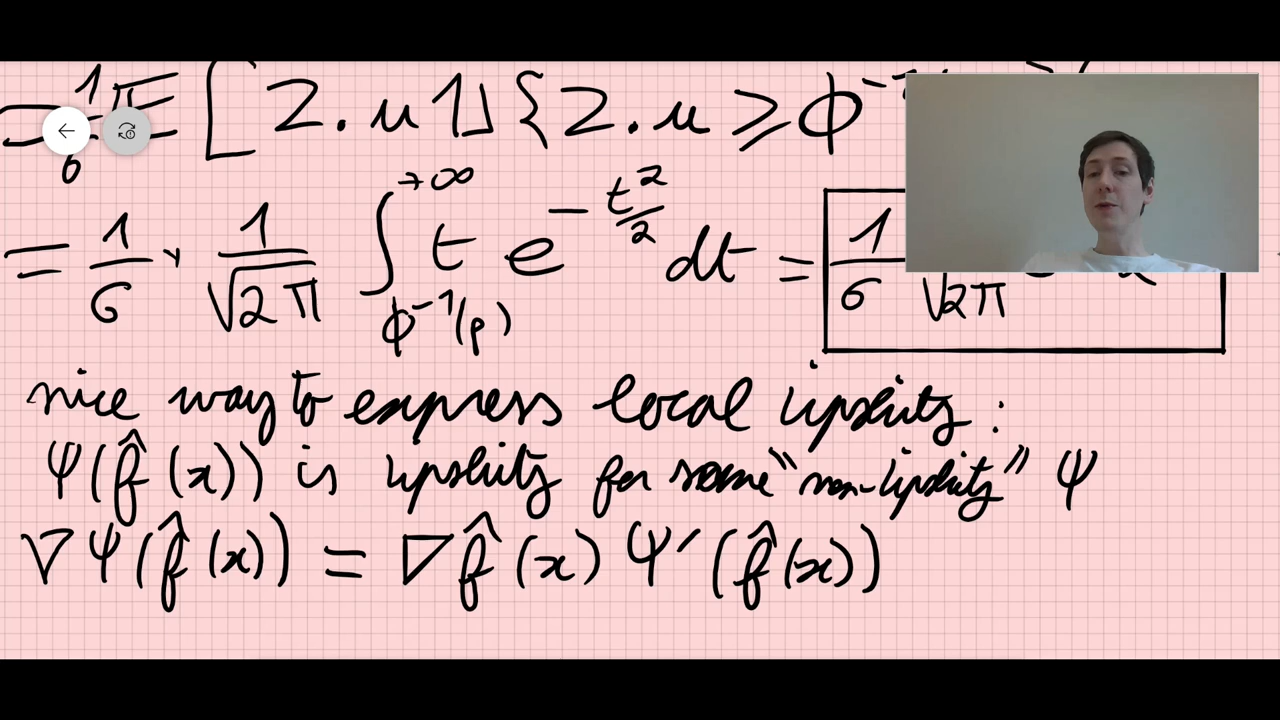 = 1/6 E [ Z.u 1{ Z.u ≥ ϕ⁻¹
= 1/6 · 1/√2π ∫_{ϕ⁻¹(p)}^{+∞} t e^{-t²/2} dt = 1/6 √2π
nice way to express local lipschitz :
Ψ(f̂(x)) is lipschitz for some "non-lipschitz" Ψ
∇Ψ(f̂(x)) = ∇f̂(x) Ψ′(f̂(x))